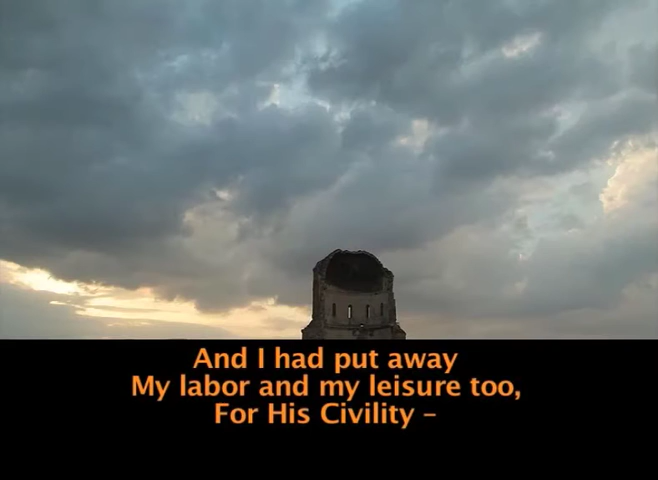 And I had put away
My labor and my leisure too,
For His Civility –